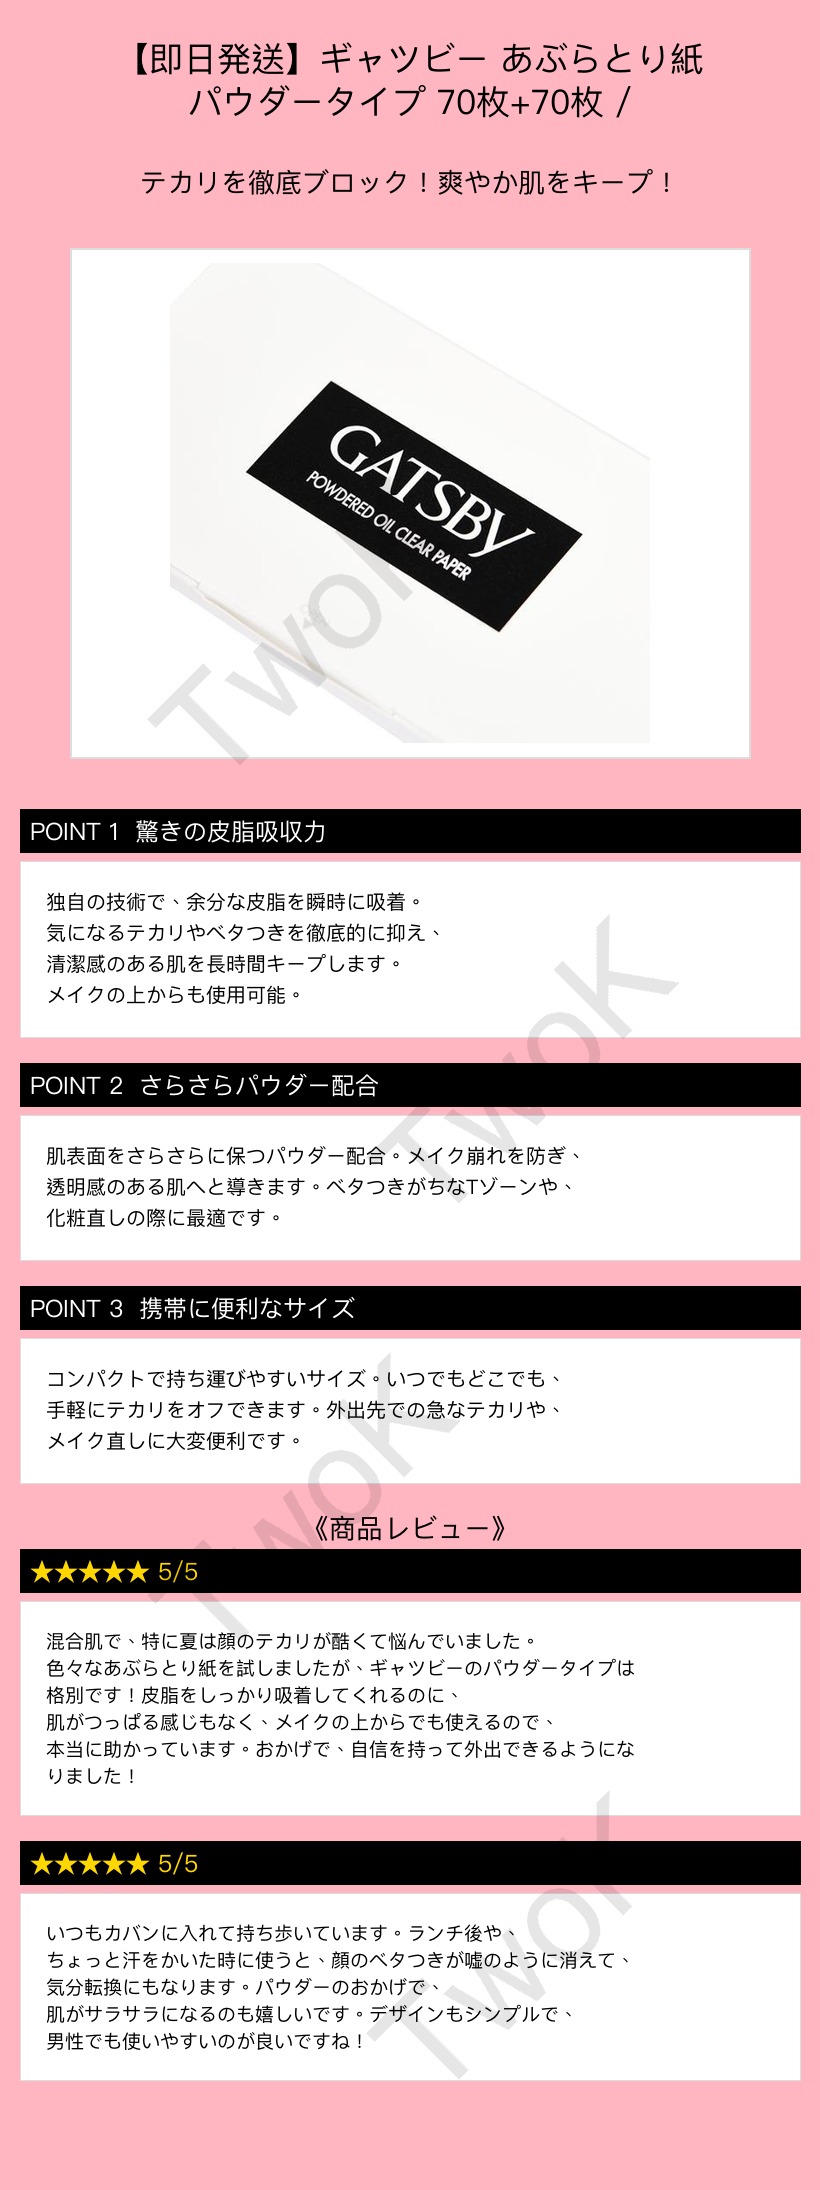 【即日発送】ギャツビー あぶらとり紙
パウダータイプ 70枚+70枚 /
テカリを徹底ブロック！爽やか肌をキープ！
GATSBY
POWDERED OIL CLEAR PAPER
TwoK
POINT 1 驚きの皮脂吸収力
独自の技術で、余分な皮脂を瞬時に吸着。
気になるテカリやベタつきを徹底的に抑え、
清潔感のある肌を長時間キープします。
メイクの上からも使用可能。
TwoK
POINT 2 さらさらパウダー配合
肌表面をさらさらに保つパウダー配合。メイク崩れを防ぎ、
透明感のある肌へと導きます。ベタつきがちなTゾーンや、
化粧直しの際に最適です。
POINT 3 携帯に便利なサイズ
コンパクトで持ち運びやすいサイズ。いつでもどこでも、
手軽にテカリをオフできます。外出先での急なテカリや、
メイク直しに大変便利です。
TwoK
《商品レビュー》
★★★★★ 5/5
混合肌で、特に夏は顔のテカリが酷くて悩んでいました。
色々なあぶらとり紙を試しましたが、ギャツビーのパウダータイプは
格別です！皮脂をしっかり吸着してくれるのに、
肌がつっぱる感じもなく、メイクの上からでも使えるので、
本当に助かっています。おかげで、自信を持って外出できるようにな
りました！
★★★★★ 5/5
いつもカバンに入れて持ち歩いています。ランチ後や、
ちょっと汗をかいた時に使うと、顔のベタつきが嘘のように消えて、
気分転換にもなります。パウダーのおかげで、
肌がサラサラになるのも嬉しいです。デザインもシンプルで、
男性でも使いやすいのが良いですね！
TwoK